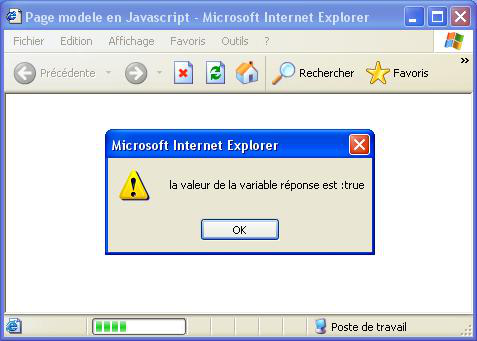 Page modele en Javascript - Microsoft Internet Explorer
Fichier Edition Affichage Favoris Outils ?
Précédente Rechercher Favoris »
Microsoft Internet Explorer
la valeur de la variable réponse est :true
OK
Poste de travail